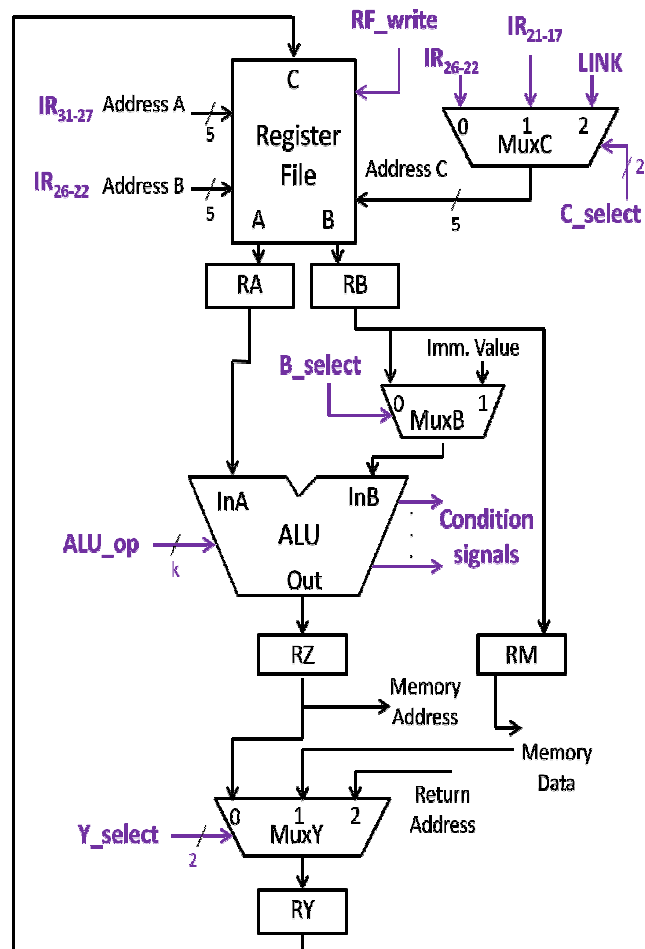 RF_write
IR21-17
IR26-22
LINK
C
IR31-27
Address A
5
Register
File
0
1
2
MuxC
2
IR26-22
Address B
5
Address C
5
C_select
A
B
RA
RB
Imm. Value
B_select
0
1
MuxB
InA
InB
ALU_op
k
ALU
Condition
signals
Out
RZ
RM
Memory
Address
Memory
Data
Return
Address
0
1
2
MuxY
Y_select
2
RY